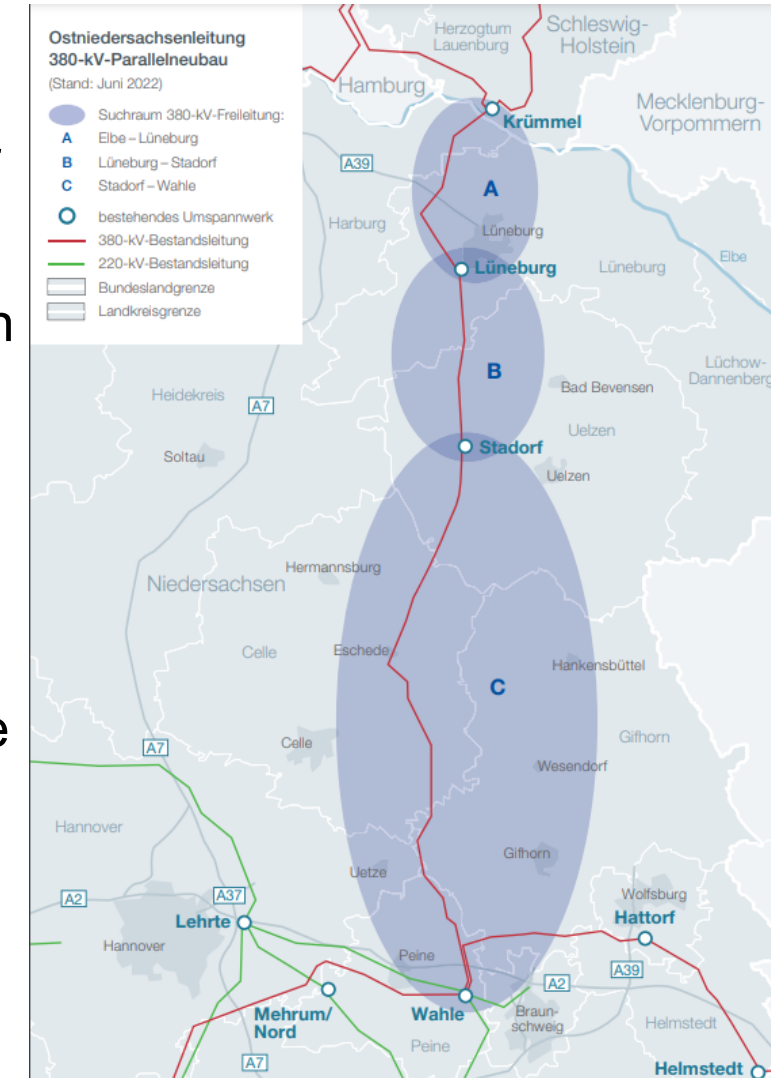 Ostniedersachsenleitung
380-kV-Parallelneubau
(Stand: Juni 2022)
Suchraum 380-kV-Freileitung:
A Elbe – Lüneburg
B Lüneburg – Stadorf
C Stadorf – Wahle
bestehendes Umspannwerk
380-kV-Bestandsleitung
220-kV-Bestandsleitung
Bundeslandgrenze
Landkreisgrenze
Herzogtum
Lauenburg
Schleswig-
Holstein
Hamburg
Mecklenburg-
Vorpommern
Krümmel
A39
A
Harburg
Lüneburg
Lüneburg
Lüneburg
Elbe
n
B
Lüchow-
Dannenberg
Bad Bevensen
Heidekreis
A7
Uelzen
Soltau
Stadorf
Uelzen
Hermannsburg
Niedersachsen
Celle
Eschede
Hankensbüttel
C
e
A7
Celle
Gifhorn
Wesendorf
Hannover
Gifhorn
Uetze
A2
A37
Wolfsburg
Lehrte
Hattorf
Hannover
Peine
A39
A2
Mehrum/
Nord
Wahle
Braun-
schweig
Helmstedt
Peine
A7
Helmstedt